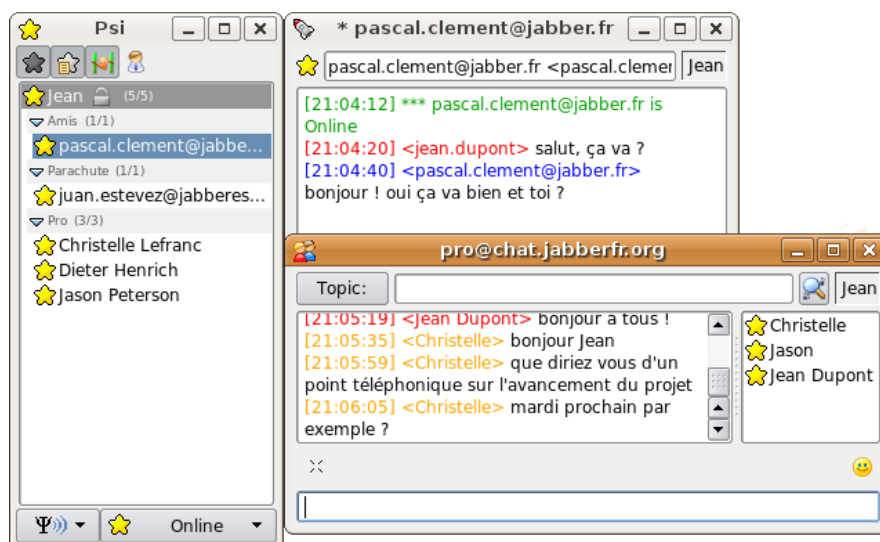 Psi
Jean (5/5)
Amis (1/1)
pascal.clement@jabbe...
Parachute (1/1)
juan.estevez@jabberes...
Pro (3/3)
Christelle Lefranc
Dieter Henrich
Jason Peterson
Ψ Online
* pascal.clement@jabber.fr
pascal.clement@jabber.fr <pascal.clemer Jean
[21:04:12] *** pascal.clement@jabber.fr is
Online
[21:04:20] <jean.dupont> salut, ça va ?
[21:04:40] <pascal.clement@jabber.fr>
bonjour ! oui ça va bien et toi ?
pro@chat.jabberfr.org
Topic: Jean
[21:05:19] <Jean Dupont> bonjour a tous !
[21:05:35] <Christelle> bonjour Jean
[21:05:59] <Christelle> que diriez vous d'un
point téléphonique sur l'avancement du projet
[21:06:05] <Christelle> mardi prochain par
exemple ?
Christelle
Jason
Jean Dupont